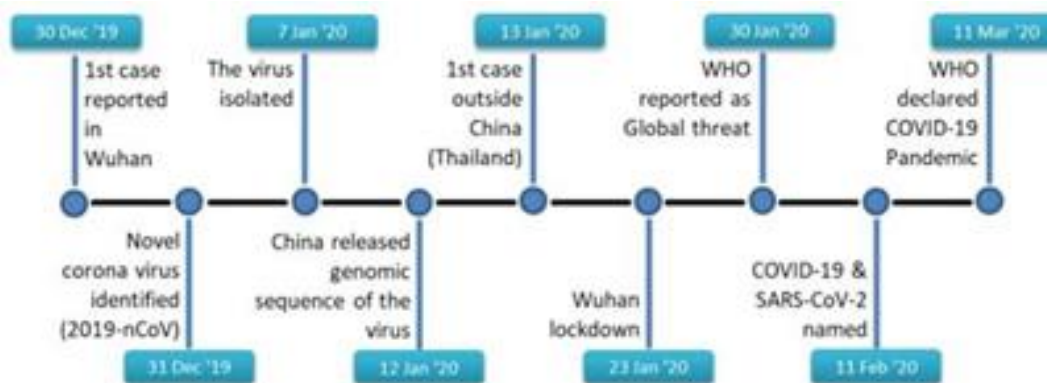 30 Dec '19
7 Jan '20
13 Jan '20
30 Jan '20
11 Mar '20
1st case
reported
in
Wuhan
The virus
isolated
1st case
outside
China
(Thailand)
WHO
reported as
Global threat
WHO
declared
COVID-19
Pandemic
Novel
corona virus
identified
(2019-nCoV)
China released
genomic
sequence of the
virus
Wuhan
lockdown
COVID-19 &
SARS-CoV-2
named
31 Dec '19
12 Jan '20
23 Jan '20
11 Feb '20